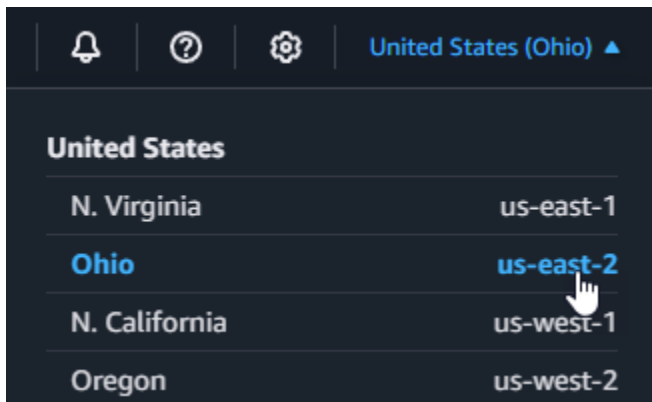 United States (Ohio) ▲
United States
N. Virginia us-east-1
Ohio us-east-2
N. California us-west-1
Oregon us-west-2